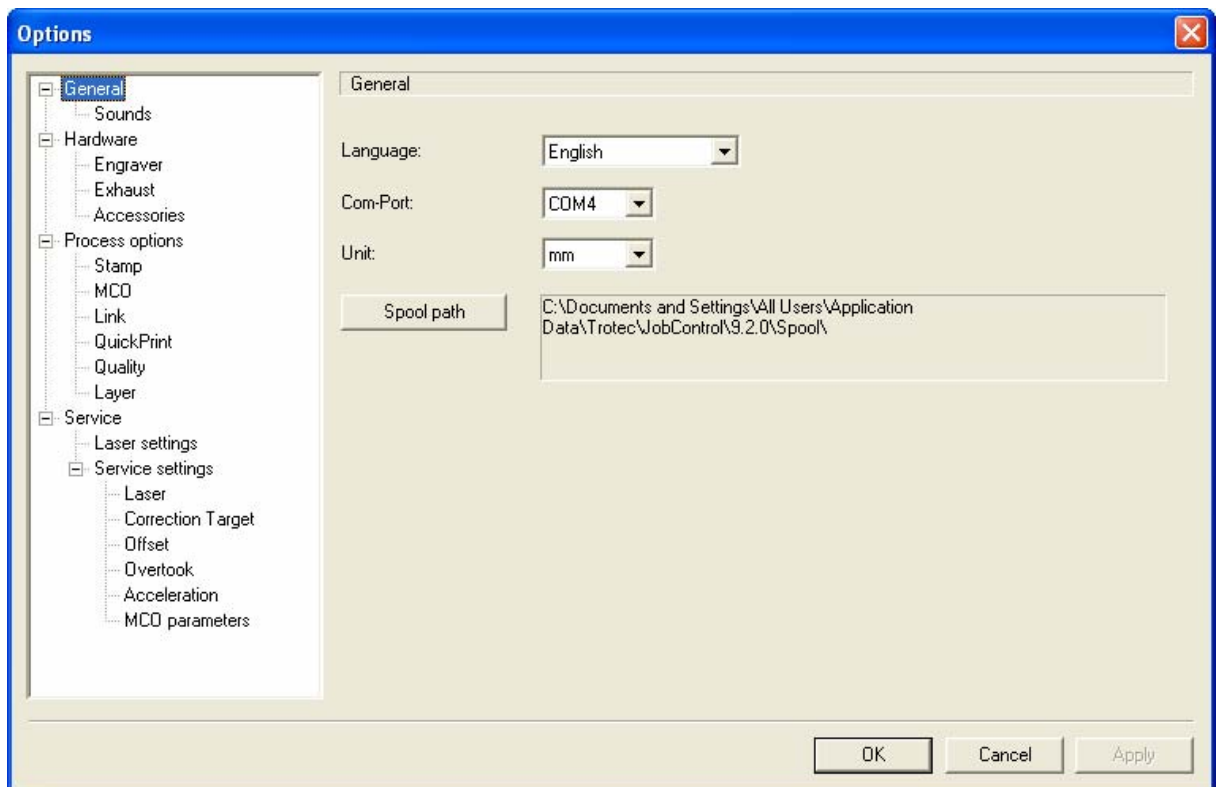 Options
General
Sounds
Hardware
Engraver
Exhaust
Accessories
Process options
Stamp
MCO
Link
QuickPrint
Quality
Layer
Service
Laser settings
Service settings
Laser
Correction Target
Offset
Overtook
Acceleration
MCO parameters
General
Language:
English
Com-Port:
COM4
Unit:
mm
Spool path
C:\Documents and Settings\All Users\Application
Data\Trotec\JobControl\9.2.0\Spool\
OK
Cancel
Apply